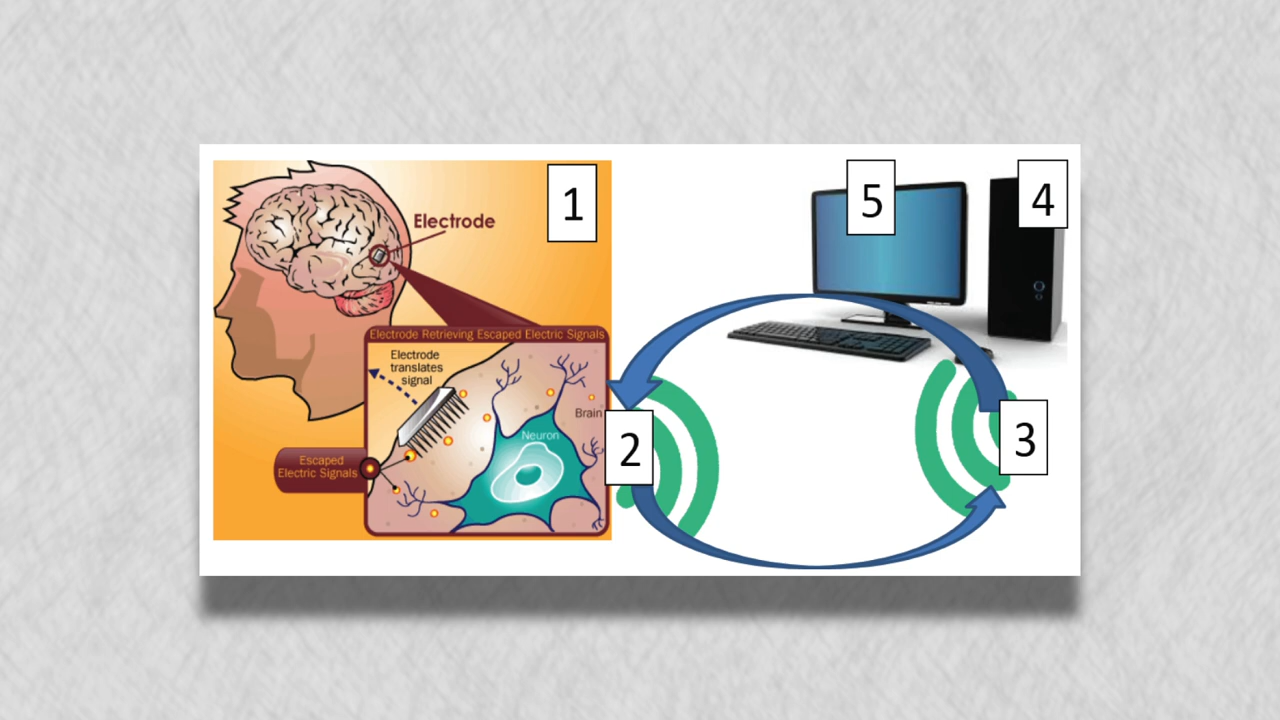 1
Electrode
Electrode Retrieving Escaped Electric Signals
Electrode
translates
signal
Brain
Neuron
Escaped
Electric Signals
2
5
4
3